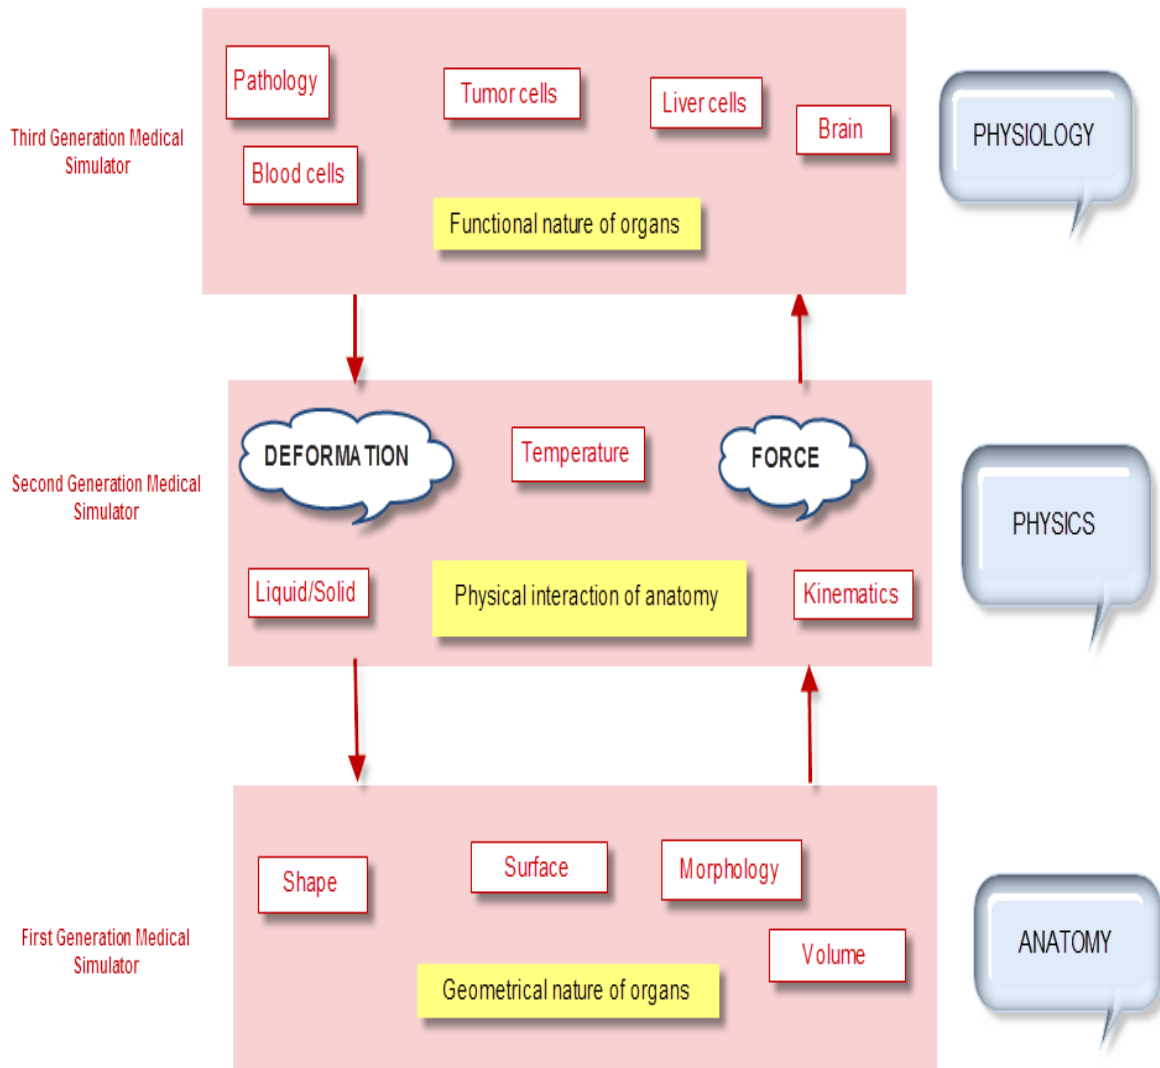 Pathology
Tumor cells
Liver cells
Brain
Blood cells
Functional nature of organs
Third Generation Medical
Simulator
PHYSIOLOGY
DEFORMATION
Temperature
FORCE
Liquid/Solid
Physical interaction of anatomy
Kinematics
Second Generation Medical
Simulator
PHYSICS
Shape
Surface
Morphology
Volume
Geometrical nature of organs
First Generation Medical
Simulator
ANATOMY